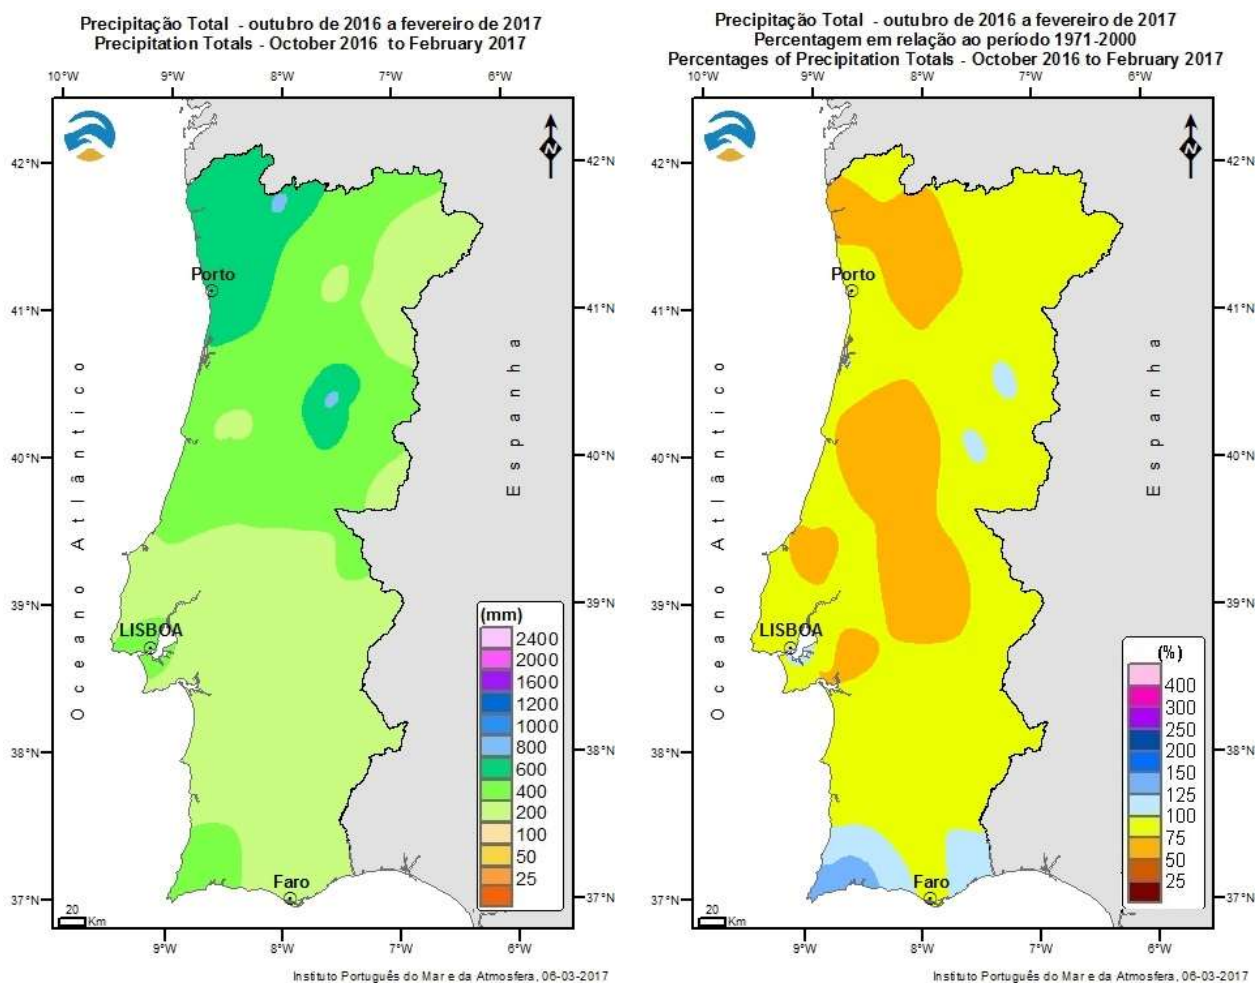 Precipitação Total - outubro de 2016 a fevereiro de 2017
Precipitation Totals - October 2016 to February 2017
10°W 9°W 8°W 7°W 6°W
42°N
42°N
Porto
41°N
41°N
40°N
40°N
39°N
39°N
LISBOA
38°N
38°N
Faro
37°N
37°N
Oceano Atlântico
Espanha
N
(mm)
2400
2000
1600
1200
1000
800
600
400
200
100
50
25
20
Km
9°W 8°W 7°W 6°W
Instituto Português do Mar e da Atmosfera, 06-03-2017
Precipitação Total - outubro de 2016 a fevereiro de 2017
Percentagem em relação ao período 1971-2000
Percentages of Precipitation Totals - October 2016 to February 2017
10°W 9°W 8°W 7°W 6°W
42°N
42°N
Porto
41°N
41°N
40°N
40°N
39°N
39°N
LISBOA
38°N
38°N
Faro
37°N
37°N
Oceano Atlântico
Espanha
N
(%)
400
300
250
200
150
125
100
75
50
25
20
Km
9°W 8°W 7°W 6°W
Instituto Português do Mar e da Atmosfera, 06-03-2017